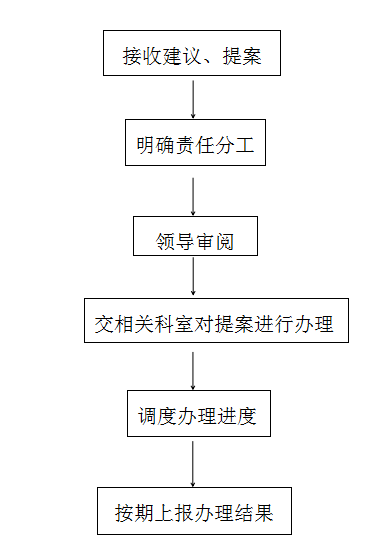 接收建议、提案
明确责任分工
领导审阅
交相关科室对提案进行办理
调度办理进度
按期上报办理结果